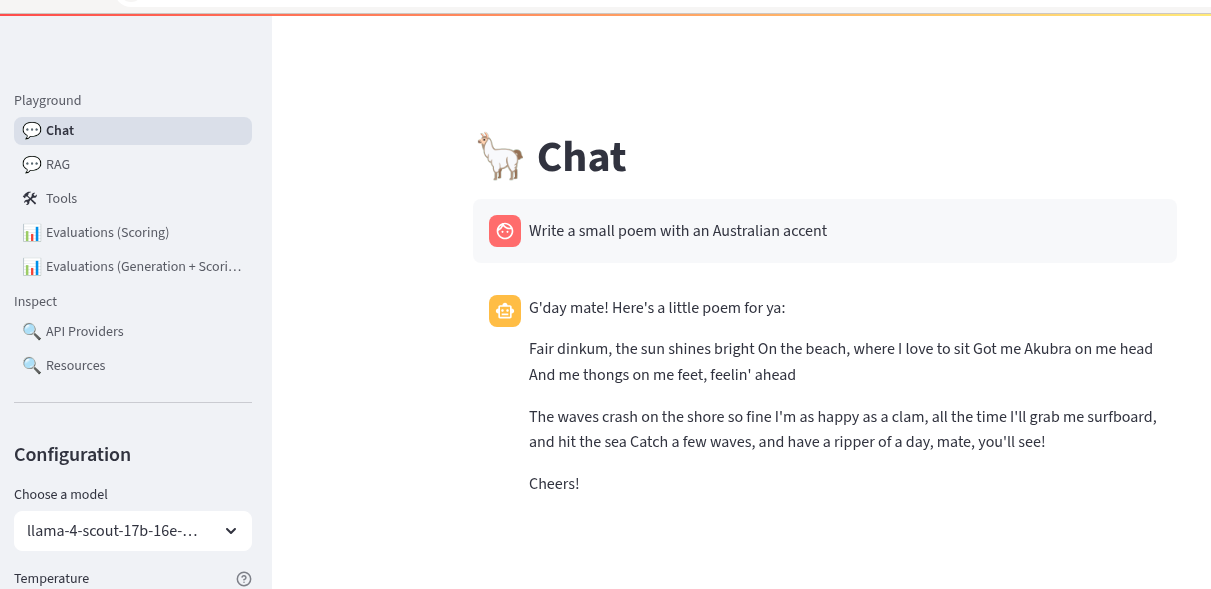 Playground
Chat
RAG
Tools
Evaluations (Scoring)
Evaluations (Generation + Scori…
Inspect
API Providers
Resources
Configuration
Choose a model
llama-4-scout-17b-16e-…
Temperature
Chat
Write a small poem with an Australian accent
G'day mate! Here's a little poem for ya:
Fair dinkum, the sun shines bright On the beach, where I love to sit Got me Akubra on me head
And me thongs on me feet, feelin' ahead
The waves crash on the shore so fine I'm as happy as a clam, all the time I'll grab me surfboard,
and hit the sea Catch a few waves, and have a ripper of a day, mate, you'll see!
Cheers!